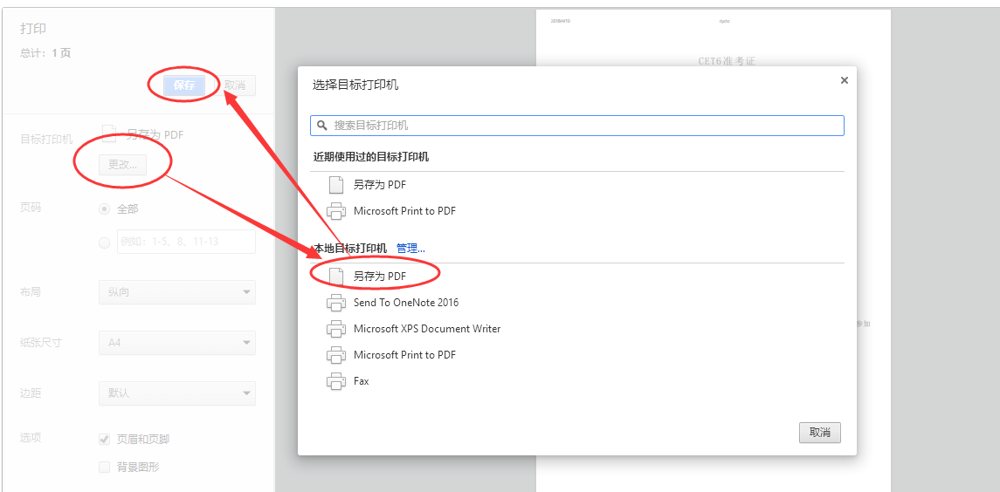 打印
总计：1 页
保存
取消
目标打印机
另存为 PDF
更改...
页码
全部
例如：1-5、8、11-13
布局
纵向
纸张尺寸
A4
边距
默认
选项
页眉和页脚
背景图形
CET6准考证
选择目标打印机
搜索目标打印机
近期使用过的目标打印机
另存为 PDF
Microsoft Print to PDF
本地目标打印机 管理...
另存为 PDF
Send To OneNote 2016
Microsoft XPS Document Writer
Microsoft Print to PDF
Fax
取消
参加